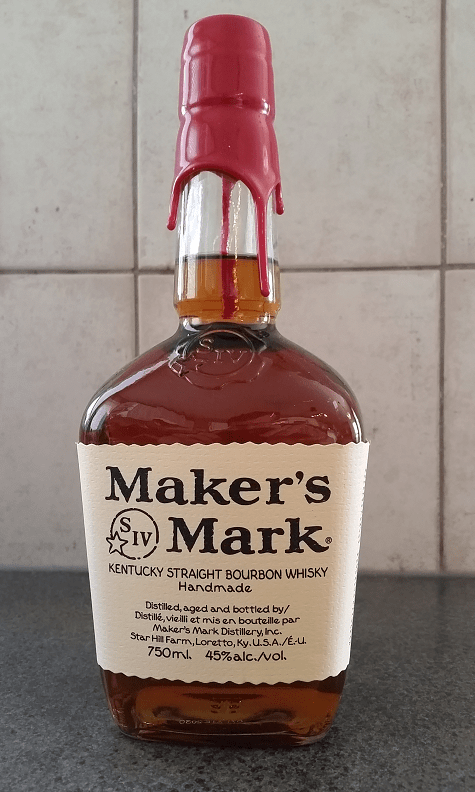 SIV
Maker's
SIV Mark®
KENTUCKY STRAIGHT BOURBON WHISKY
Handmade
Distilled, aged and bottled by/
Distillé, vieilli et mis en bouteille par
Maker's Mark Distillery, Inc.
Star Hill Farm, Loretto, Ky. U.S.A./É.-U.
750ml. 45%alc./vol.